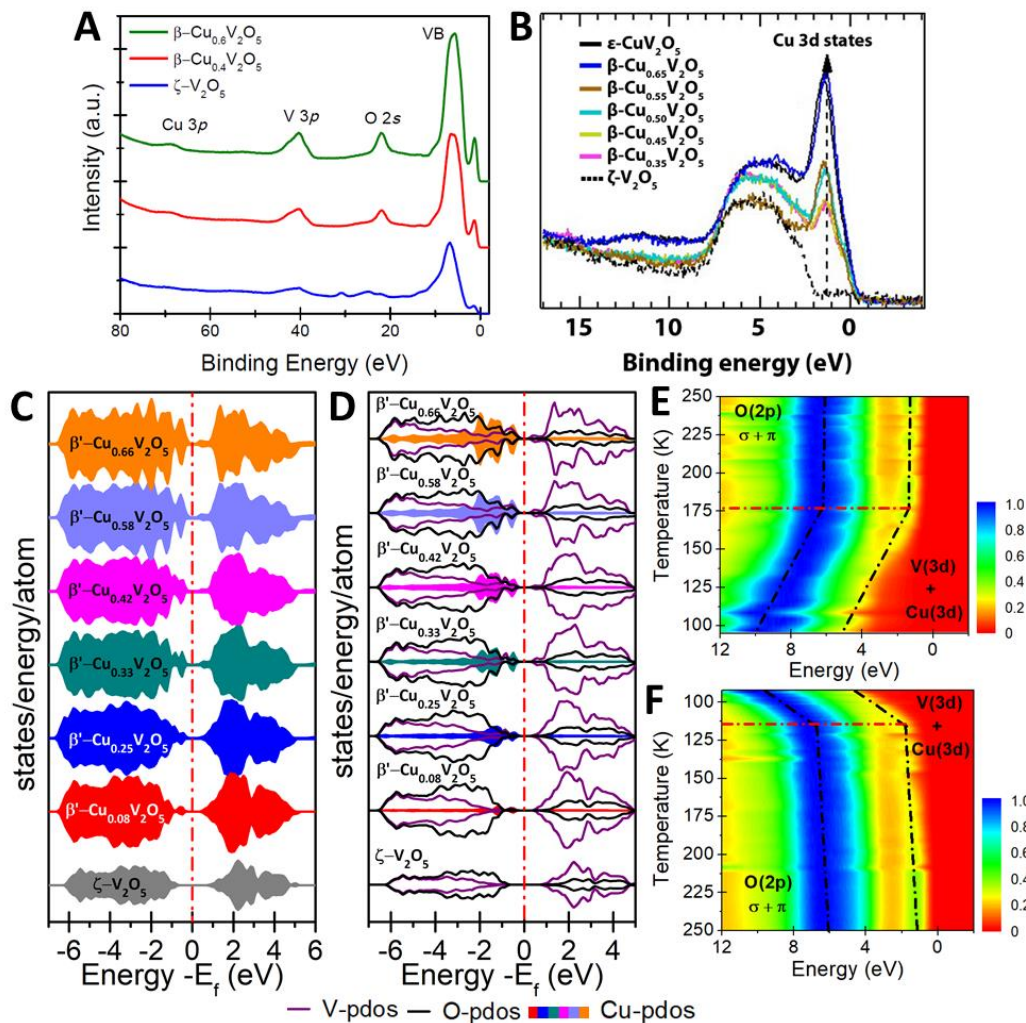 A
β−Cu0.6V2O5
β−Cu0.4V2O5
ζ−V2O5
VB
Cu 3p
V 3p
O 2s
Intensity (a.u.)
80 60 40 20 0
Binding Energy (eV)
B
ε-CuV2O5
β-Cu0.65V2O5
β-Cu0.55V2O5
β-Cu0.50V2O5
β-Cu0.45V2O5
β-Cu0.35V2O5
ζ-V2O5
Cu 3d states
15 10 5 0
Binding energy (eV)
C
β'−Cu0.66V2O5
β'−Cu0.58V2O5
β'−Cu0.42V2O5
β'−Cu0.33V2O5
β'−Cu0.25V2O5
β'−Cu0.08V2O5
ζ−V2O5
states/energy/atom
-6 -4 -2 0 2 4 6
Energy -Ef (eV)
D
β'−Cu0.66V2O5
β'−Cu0.58V2O5
β'−Cu0.42V2O5
β'−Cu0.33V2O5
β'−Cu0.25V2O5
β'−Cu0.08V2O5
ζ−V2O5
states/energy/atom
-6 -4 -2 0 2 4
Energy -Ef (eV)
V-pdos O-pdos Cu-pdos
E
O(2p)
σ + π
V(3d)
+
Cu(3d)
250
225
200
175
150
125
100
Temperature (K)
12 8 4 0
Energy (eV)
1.0
0.8
0.6
0.4
0.2
0
F
V(3d)
+
Cu(3d)
O(2p)
σ + π
100
125
150
175
200
225
250
Temperature (K)
12 8 4 0
Energy (eV)
1.0
0.8
0.6
0.4
0.2
0